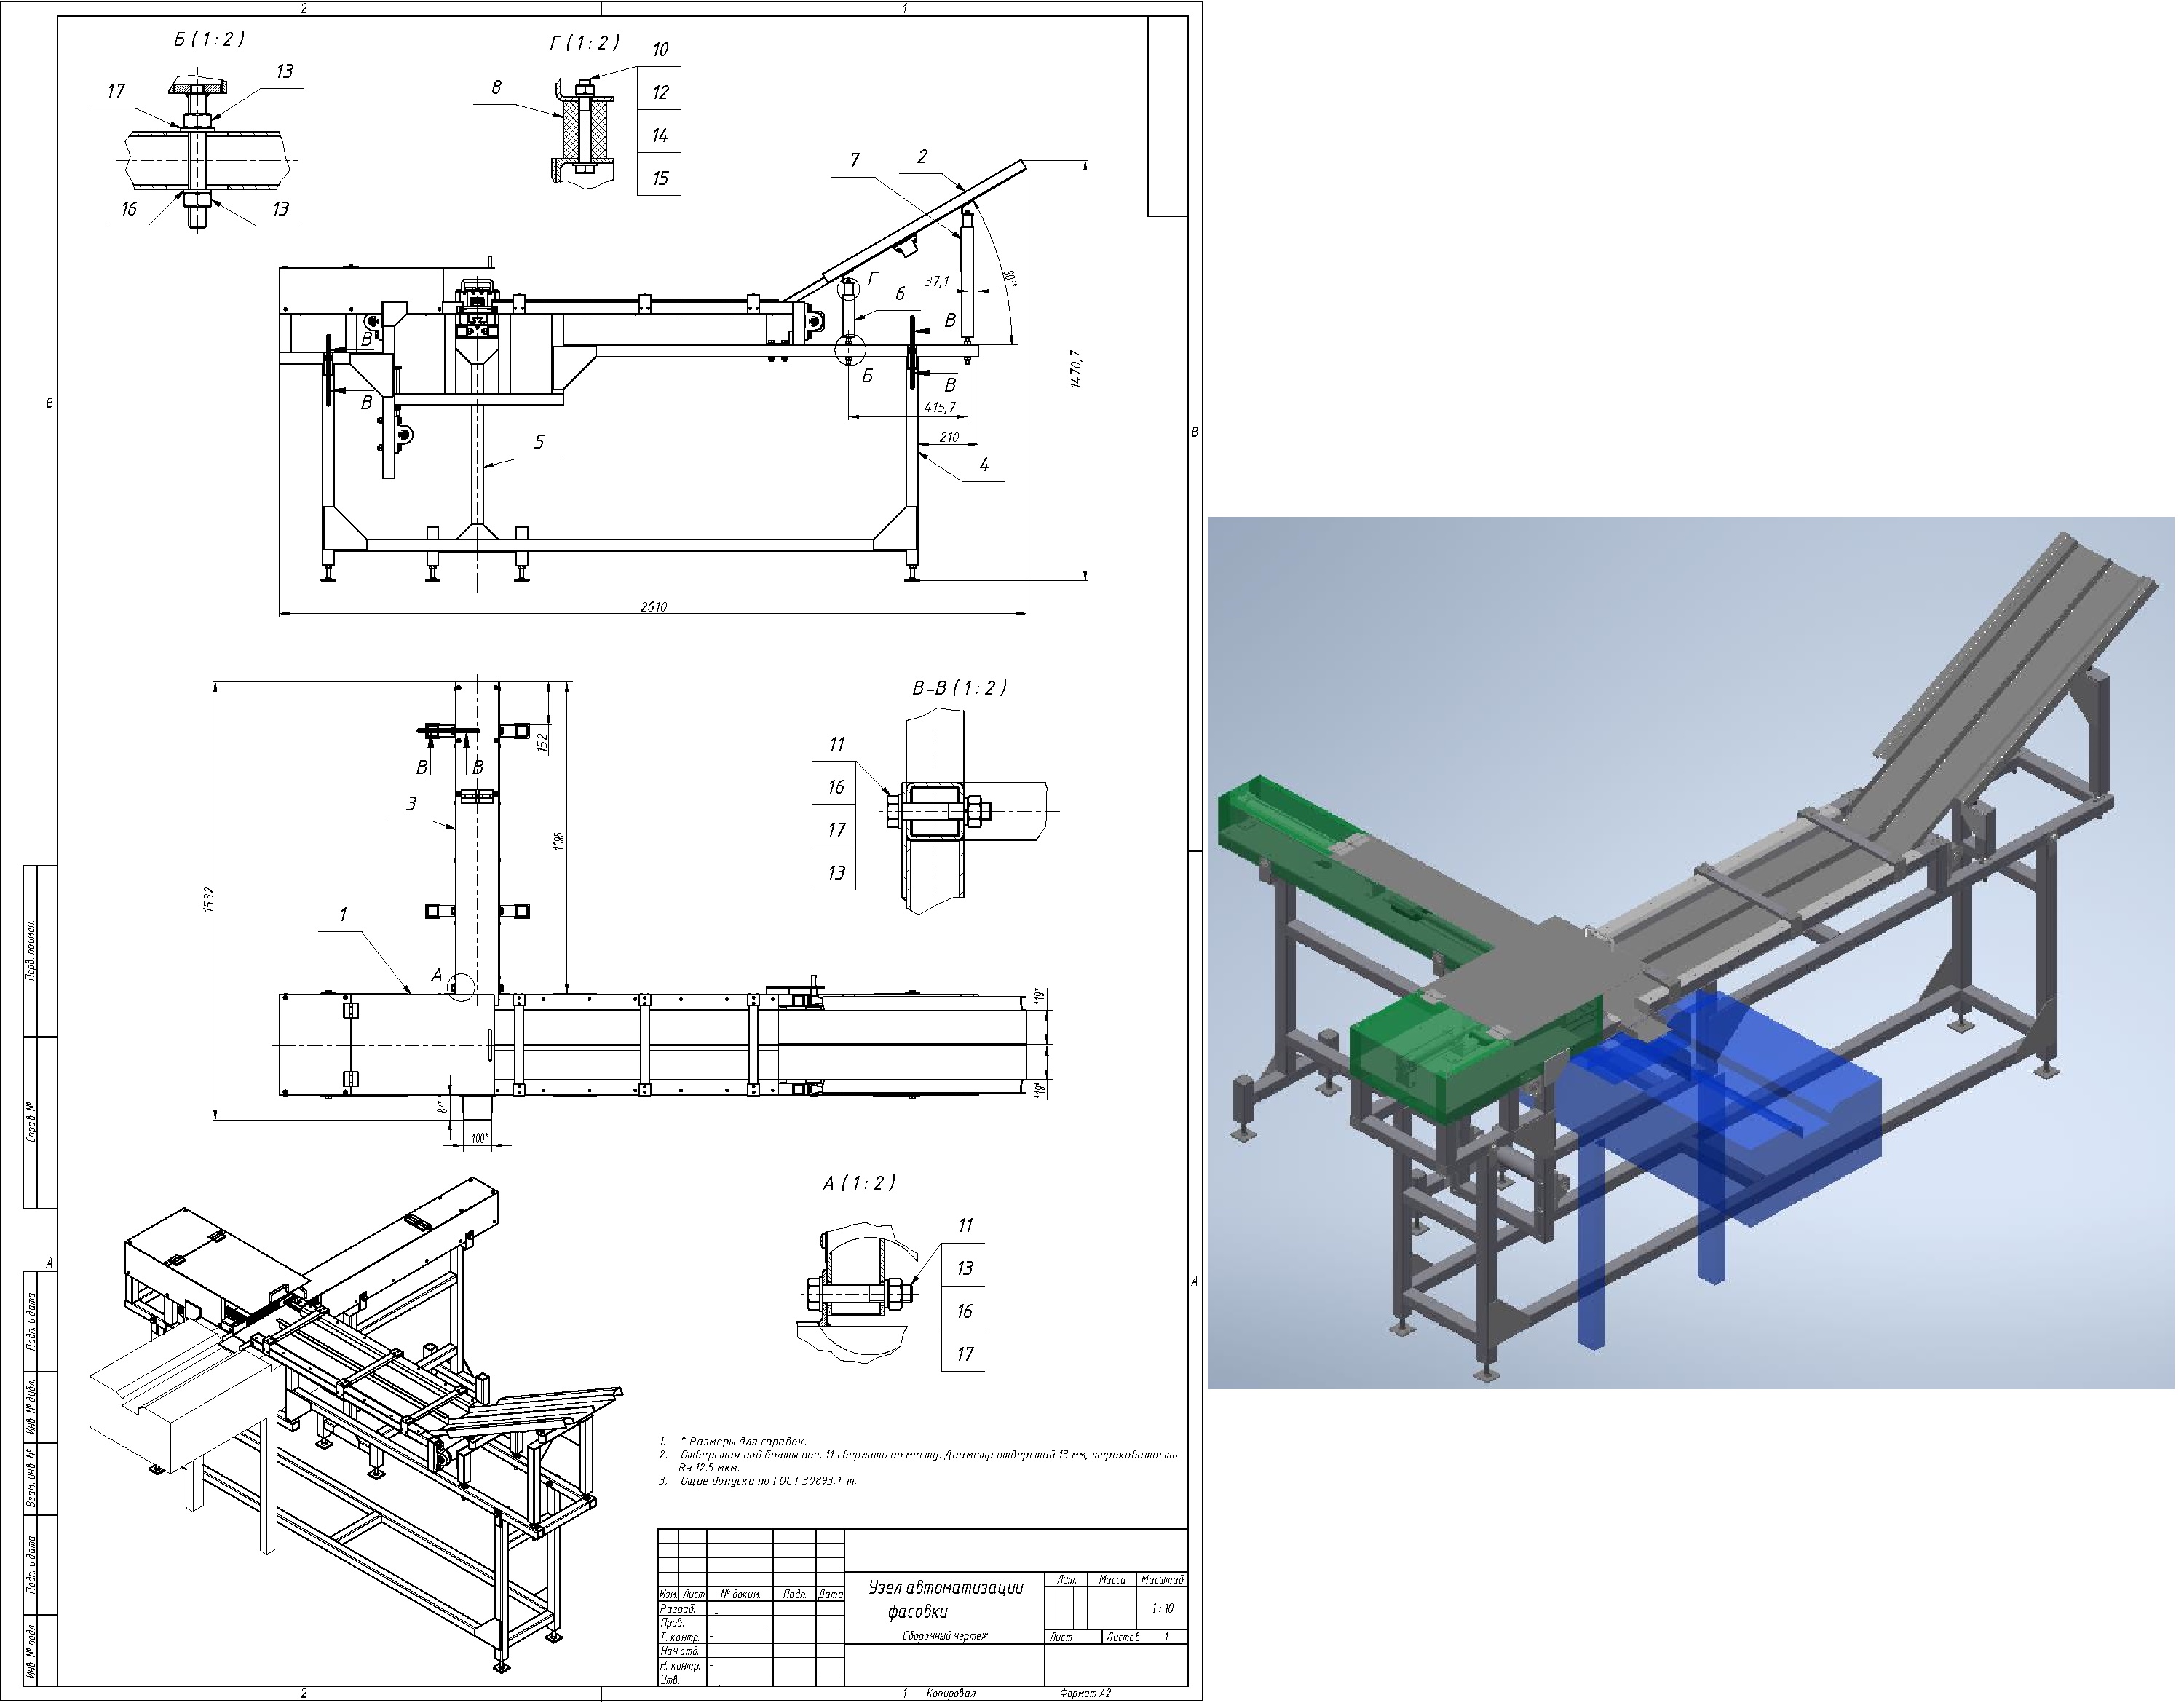 2
1
Б ( 1 : 2 )
17
13
16
13
Г ( 1 : 2 )
8
10
12
14
15
7
2
Г
6
37,1
30°*
В
В
В
В
Б
415,7
210
1470,7
5
4
2610
В
В
1532
В
В
152
3
1095
1
А
119*
119*
87*
100*
В-В ( 1 : 2 )
11
16
17
13
А ( 1 : 2 )
11
13
16
17
А
А
Перв. примен.
Справ. №
Подп. и дата
Инв. № дубл.
Взам. инв. №
Подп. и дата
Инв. № подл.
1. * Размеры для справок.
2. Отверстия под болты поз. 11 сверлить по месту. Диаметр отверстий 13 мм, шероховатость
Ra 12.5 мкм.
3. Ощие допуски по ГОСТ 30893.1-m.
Изм. Лист № докум. Подп. Дата
Разраб. -
Пров.
Т. контр. -
Нач.отд. -
Н. контр. -
Утв.
Узел автоматизации
фасовки
Сборочный чертеж
Лит. Масса Масштаб
1 : 10
Лист Листов 1
2
1 Копировал Формат А2